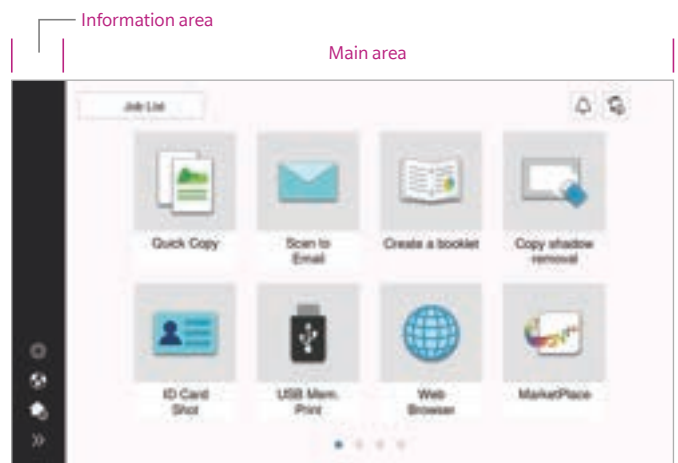 Information area
Main area
Job List
Quick Copy
Scan to
Email
Create a booklet
Copy shadow
removal
ID Card
Shot
USB Mem.
Print
Web
Browser
MarketPlace